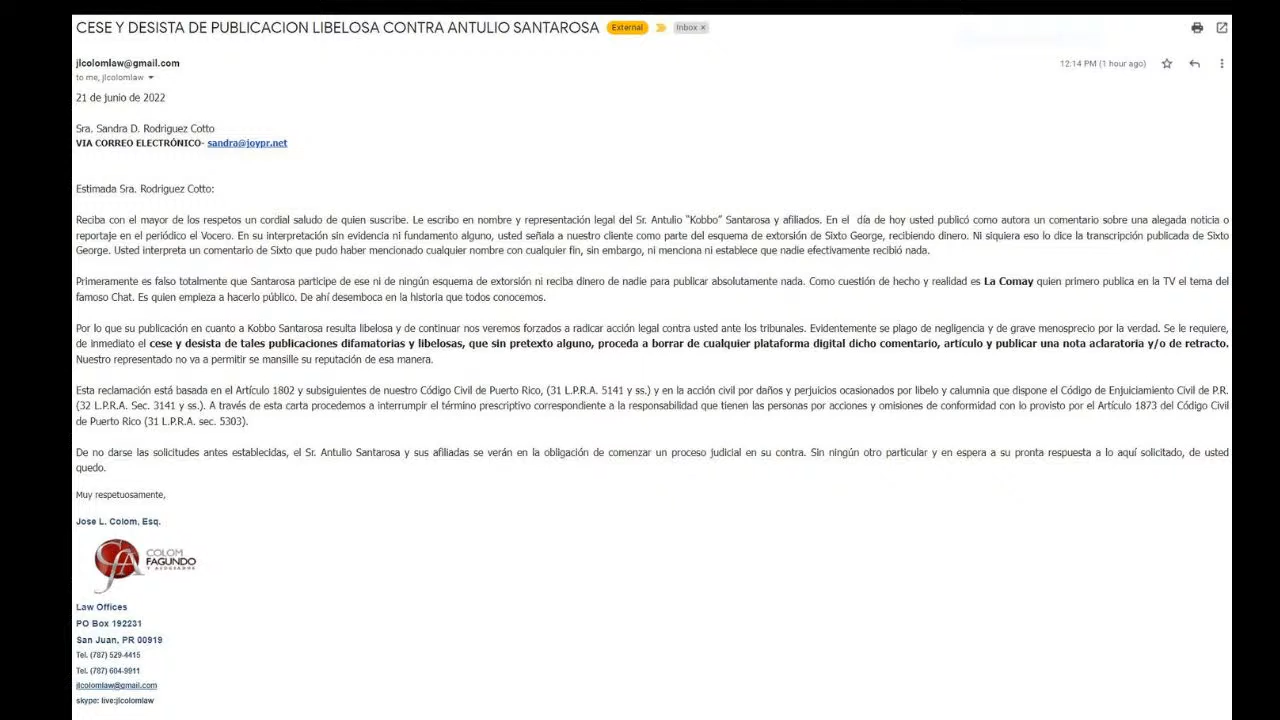 CESE Y DESISTA DE PUBLICACION LIBELOSA CONTRA ANTULIO SANTAROSA External Inbox ×
jlcolomlaw@gmail.com 12:14 PM (1 hour ago)
to me, jlcolomlaw
21 de junio de 2022
Sra. Sandra D. Rodriguez Cotto
VIA CORREO ELECTRÓNICO- sandra@joypr.net
Estimada Sra. Rodriguez Cotto:
Reciba con el mayor de los respetos un cordial saludo de quien suscribe. Le escribo en nombre y representación legal del Sr. Antulio "Kobbo" Santarosa y afiliados. En el día de hoy usted publicó como autora un comentario sobre una alegada noticia o
reportaje en el periódico el Vocero. En su interpretación sin evidencia ni fundamento alguno, usted señala a nuestro cliente como parte del esquema de extorsión de Sixto George, recibiendo dinero. Ni siquiera eso lo dice la transcripción publicada de Sixto
George. Usted interpreta un comentario de Sixto que pudo haber mencionado cualquier nombre con cualquier fin, sin embargo, ni menciona ni establece que nadie efectivamente recibió nada.
Primeramente es falso totalmente que Santarosa participe de ese ni de ningún esquema de extorsión ni reciba dinero de nadie para publicar absolutamente nada. Como cuestión de hecho y realidad es La Comay quien primero publica en la TV el tema del
famoso Chat. Es quien empieza a hacerlo público. De ahí desemboca en la historia que todos conocemos.
Por lo que su publicación en cuanto a Kobbo Santarosa resulta libelosa y de continuar nos veremos forzados a radicar acción legal contra usted ante los tribunales. Evidentemente se plago de negligencia y de grave menosprecio por la verdad. Se le requiere,
de inmediato el cese y desista de tales publicaciones difamatorias y libelosas, que sin pretexto alguno, proceda a borrar de cualquier plataforma digital dicho comentario, artículo y publicar una nota aclaratoria y/o de retracto.
Nuestro representado no va a permitir se mansille su reputación de esa manera.
Esta reclamación está basada en el Artículo 1802 y subsiguientes de nuestro Código Civil de Puerto Rico, (31 L.P.R.A. 5141 y ss.) y en la acción civil por daños y perjuicios ocasionados por libelo y calumnia que dispone el Código de Enjuiciamiento Civil de P.R.
(32 L.P.R.A. Sec. 3141 y ss.). A través de esta carta procedemos a interrumpir el término prescriptivo correspondiente a la responsabilidad que tienen las personas por acciones y omisiones de conformidad con lo provisto por el Artículo 1873 del Código Civil
de Puerto Rico (31 L.P.R.A. sec. 5303).
De no darse las solicitudes antes establecidas, el Sr. Antulio Santarosa y sus afiliadas se verán en la obligación de comenzar un proceso judicial en su contra. Sin ningún otro particular y en espera a su pronta respuesta a lo aquí solicitado, de usted
quedo.
Muy respetuosamente,
Jose L. Colom, Esq.
COLOM
FAGUNDO
Y ASOCIADOS
Law Offices
PO Box 192231
San Juan, PR 00919
Tel. (787) 529-4415
Tel. (787) 604-9911
jlcolomlaw@gmail.com
skype: live:jlcolomlaw